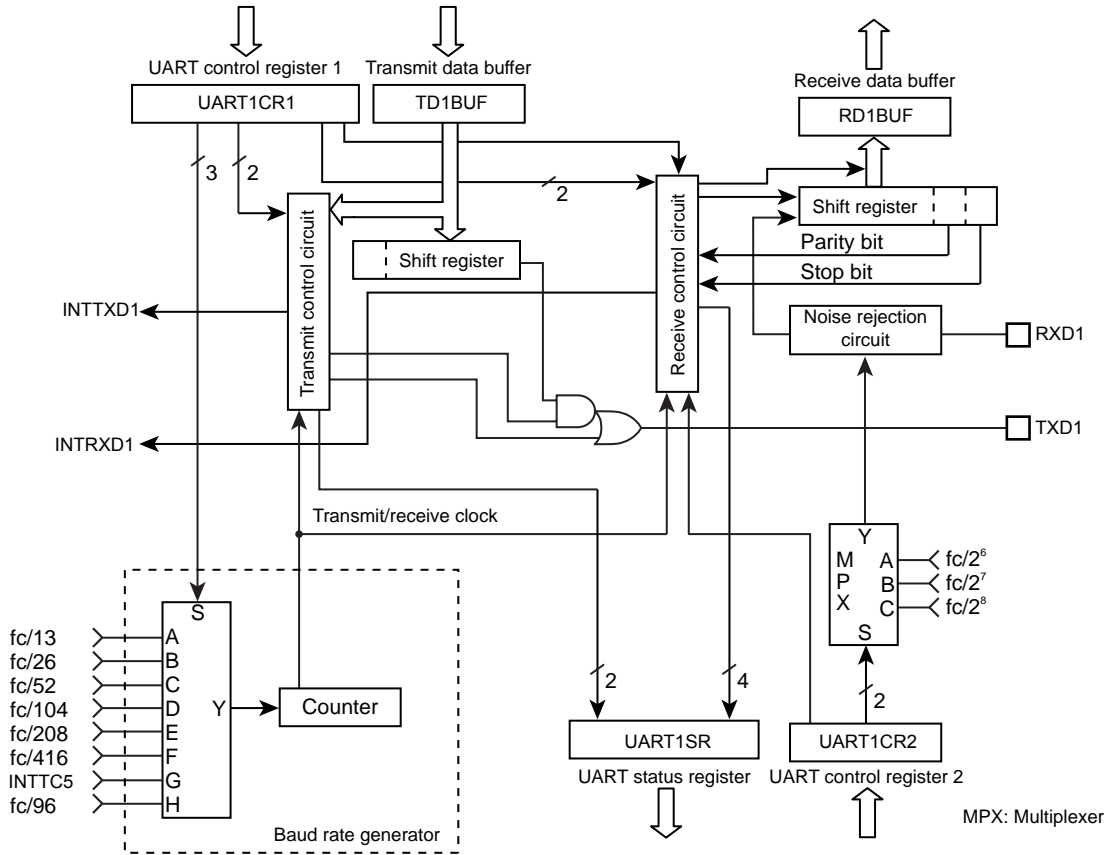 UART control register 1
Transmit data buffer
Receive data buffer
UART1CR1
TD1BUF
RD1BUF
3
2
2
Transmit control circuit
Shift register
Receive control circuit
Shift register
Parity bit
Stop bit
INTTXD1
Noise rejection
circuit
RXD1
INTRXD1
TXD1
Transmit/receive clock
Y
M
P
X
A
B
C
S
fc/2⁶
fc/2⁷
fc/2⁸
S
fc/13
A
fc/26
B
fc/52
C
fc/104
D
Y
Counter
fc/208
E
fc/416
F
INTTC5
G
fc/96
H
Baud rate generator
2
4
2
UART1SR
UART1CR2
UART status register
UART control register 2
MPX: Multiplexer